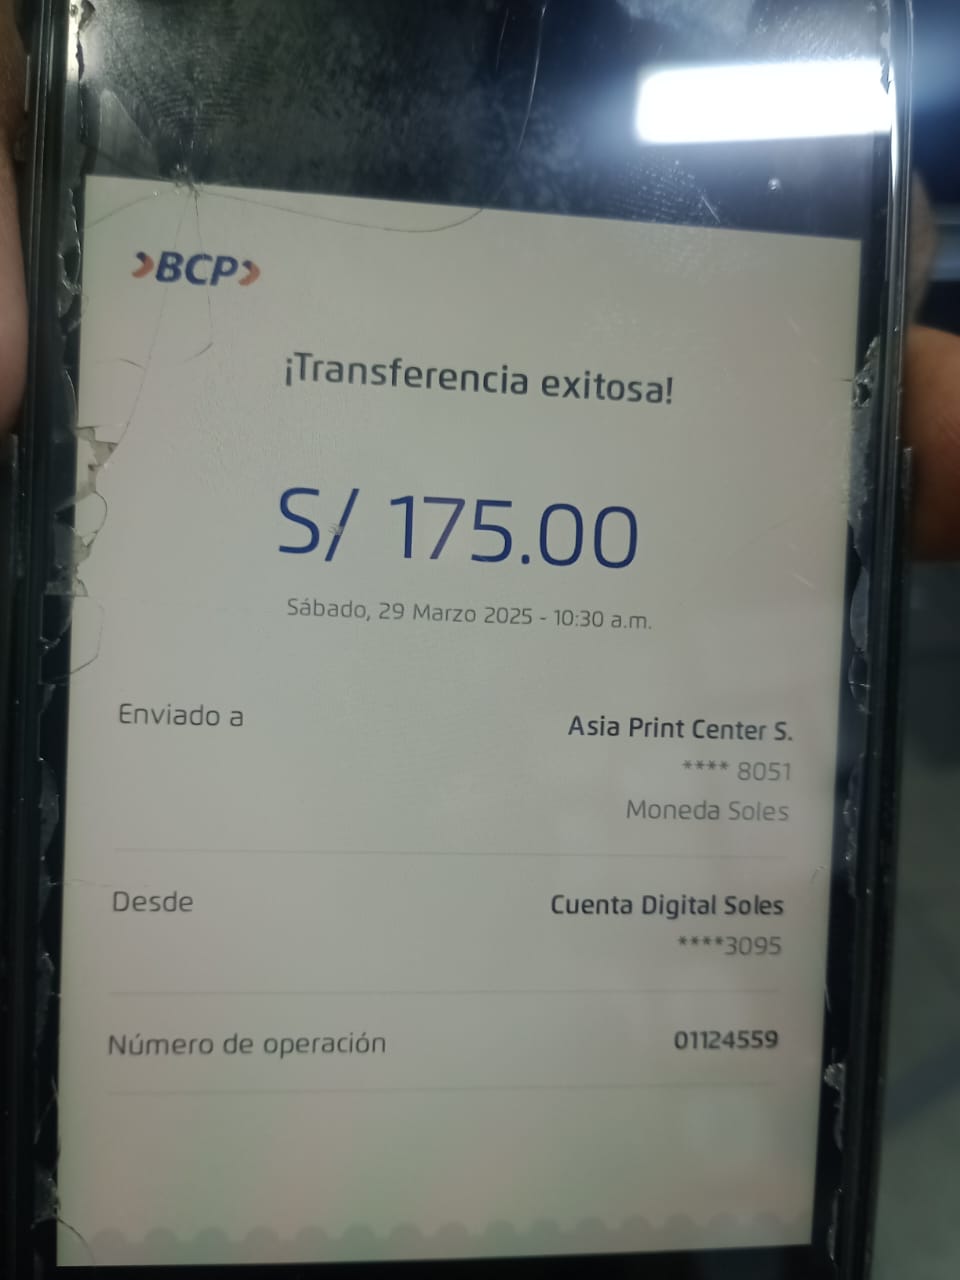 BCP
¡Transferencia exitosa!
S/ 175.00
Sábado, 29 Marzo 2025 - 10:30 a.m.
Enviado a
Asia Print Center S.
**** 8051
Moneda Soles
Desde
Cuenta Digital Soles
****3095
Número de operación
01124559